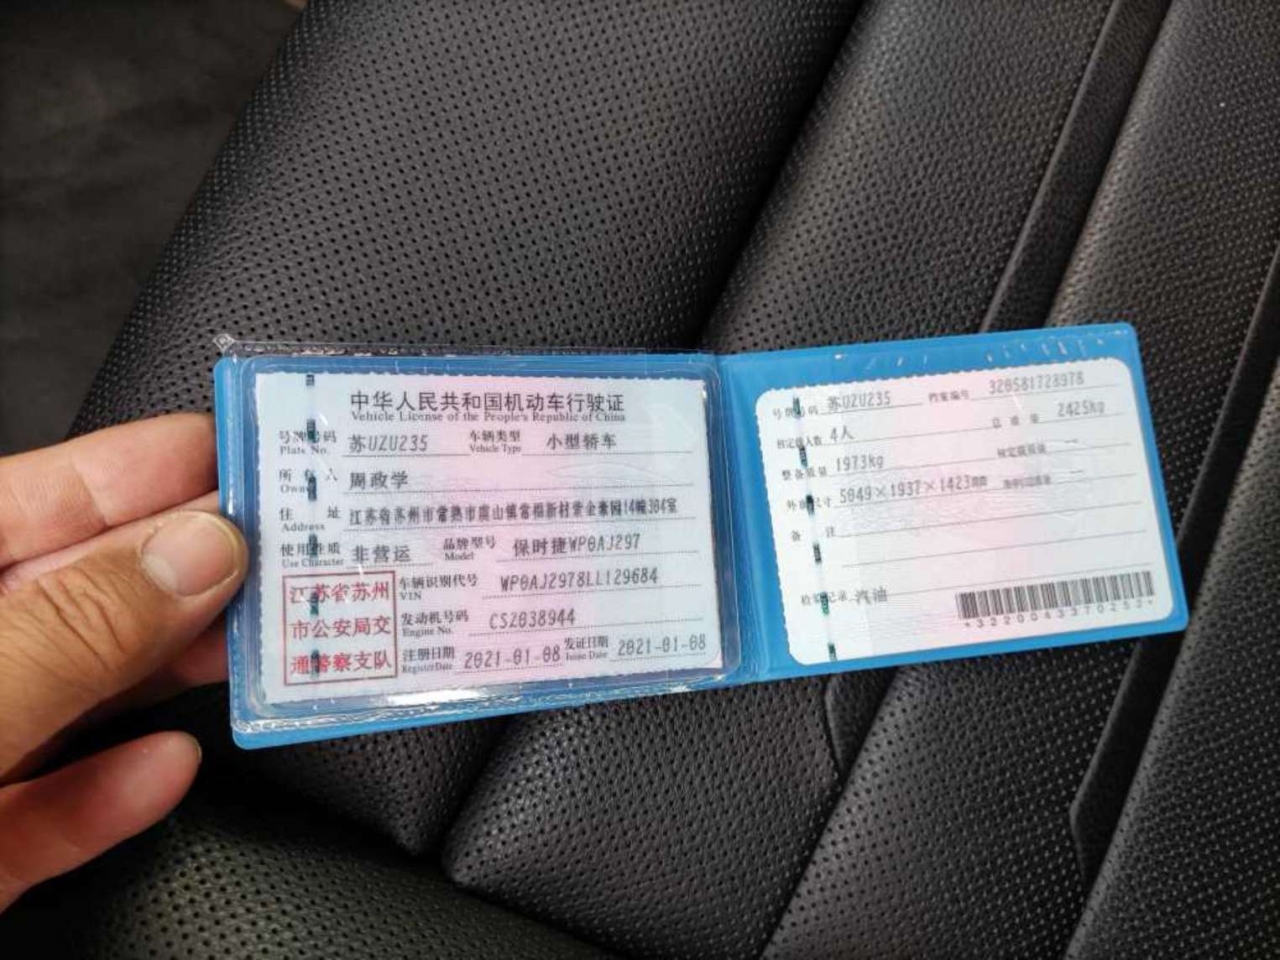 中华人民共和国机动车行驶证
Vehicle License of the People's Republic of China
号牌号码 苏UZU235 车辆类型 小型轿车
Plate No. Vehicle Type
所有人 周政学
Owner
住址 江苏省苏州市常熟市虞山镇常福新村紫金家园14幢304室
Address
使用性质 非营运 品牌型号 保时捷WP0AJ297
Use Character Model
江苏省苏州
市公安局交
通警察支队
车辆识别代号 WP0AJ2978LL129684
VIN
发动机号码 CS2038944
Engine No.
注册日期 2021-01-08 发证日期 2021-01-08
Register Date Issue Date
号牌号码 苏UZU235 档案编号 320581728978
核定载人数 4人 总质量 2425kg
整备质量 1973kg 核定载质量 --
外廓尺寸 5049×1937×1423
备注
检验记录 汽油
*3220043370252*